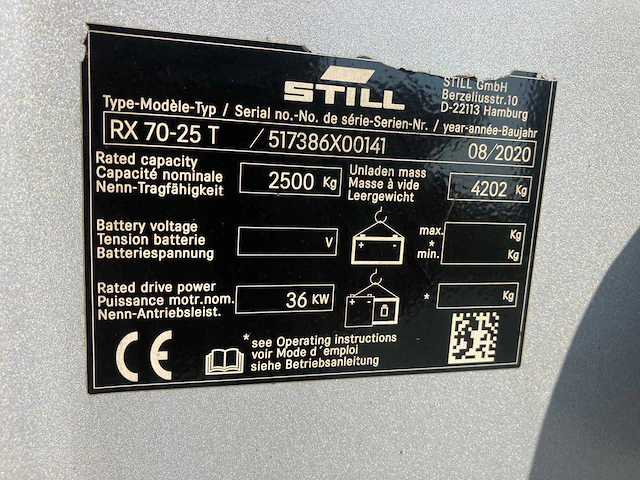 STILL
STILL GmbH
Berzeliusstr.10
D-22113 Hamburg
Type-Modèle-Typ / Serial no.-No. de série-Serien-Nr. / year-année-Baujahr
RX 70-25 T / 517386X00141 08/2020
Rated capacity
Capacité nominale
Nenn-Tragfähigkeit
2500 Kg
Unladen mass
Masse à vide
Leergewicht
4202 Kg
Battery voltage
Tension batterie
Batteriespannung
V
max.
*
min.
Kg
Kg
Rated drive power
Puissance motr.nom.
Nenn-Antriebsleist.
36 KW
* Kg
CE
*see Operating instructions
voir Mode d´emploi
siehe Betriebsanleitung